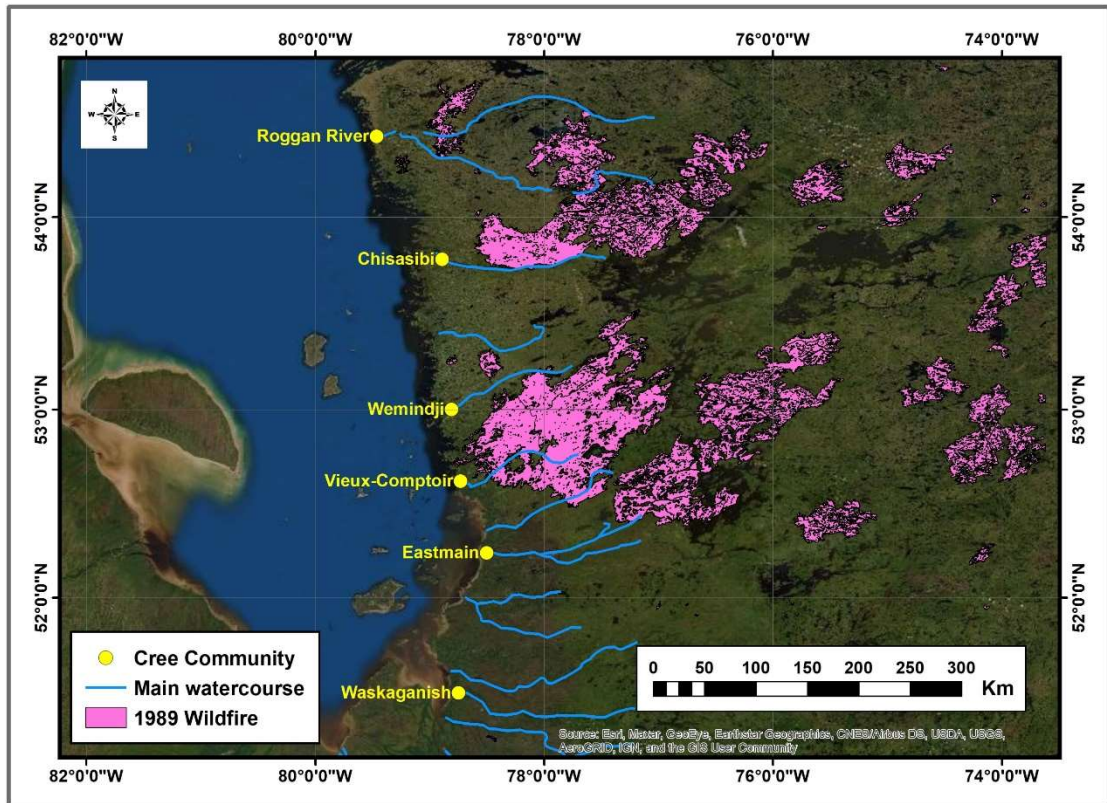 82°0'0"W 80°0'0"W 78°0'0"W 76°0'0"W 74°0'0"W
N
W E
S
Roggan River
54°0'0"N 54°0'0"N
Chisasibi
53°0'0"N 53°0'0"N
Wemindji
Vieux-Comptoir
Eastmain
52°0'0"N 52°0'0"N
Waskaganish
Cree Community
Main watercourse
1989 Wildfire
0 50 100 150 200 250 300
Km
Source: Esri, Maxar, GeoEye, Earthstar Geographics, CNES/Airbus DS, USDA, USGS,
AeroGRID, IGN, and the GIS User Community
82°0'0"W 80°0'0"W 78°0'0"W 76°0'0"W 74°0'0"W